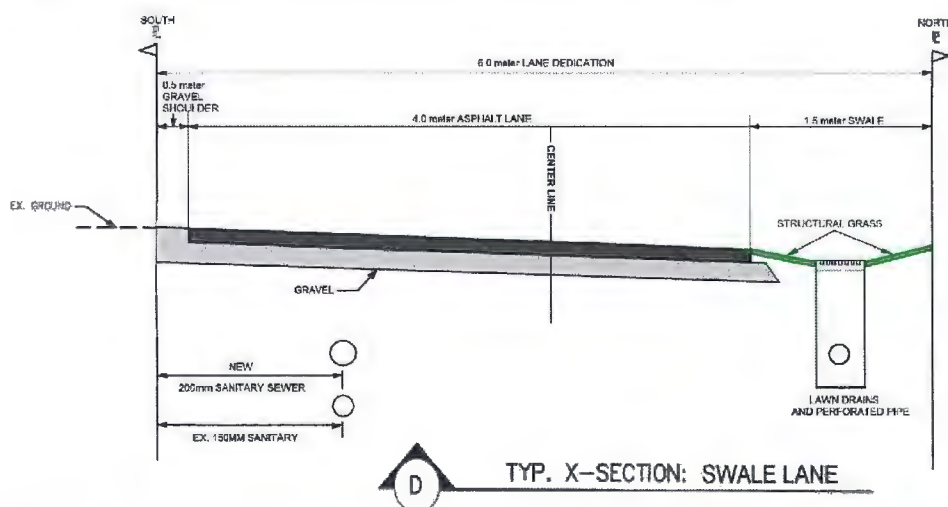 SOUTH
PL
NORTH
PL
6.0 meter LANE DEDICATION
0.5 meter
GRAVEL
SHOULDER
4.0 meter ASPHALT LANE
1.5 meter SWALE
CENTER LINE
EX. GROUND
STRUCTURAL GRASS
GRAVEL
NEW
200mm SANITARY SEWER
EX. 150MM SANITARY
LAWN DRAINS
AND PERFORATED PIPE
D
TYP. X-SECTION: SWALE LANE